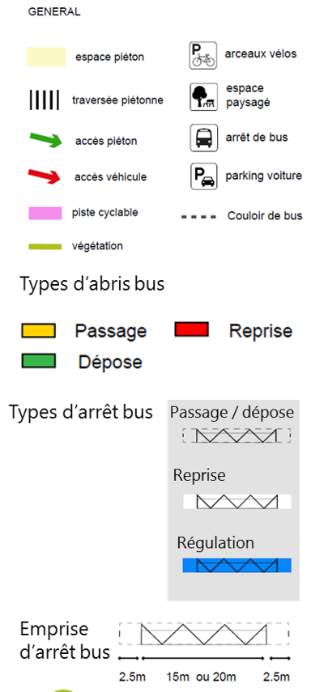 GENERAL
espace piéton
P
arceaux vélos
traversée piétonne
espace
paysagé
accès piéton
arrêt de bus
accès véhicule
P
parking voiture
piste cyclable
Couloir de bus
végétation
Types d'abris bus
Passage
Reprise
Dépose
Types d'arrêt bus
Passage / dépose
Reprise
Régulation
Emprise
d'arrêt bus
2.5m
15m ou 20m
2.5m